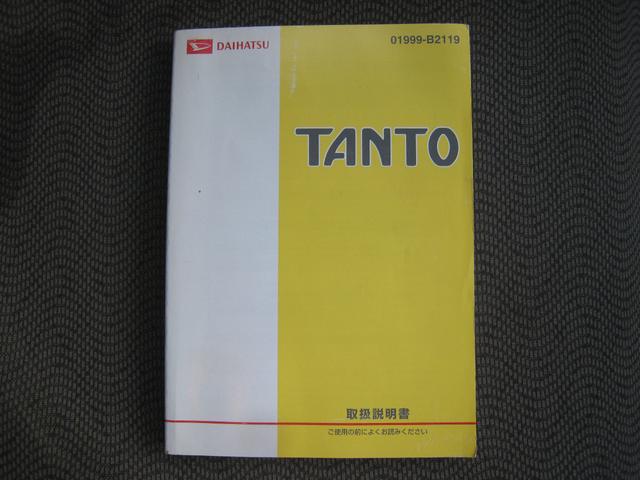 DAIHATSU
01999-B2119
TANTO
取扱説明書
ご使用の前によくお読みください